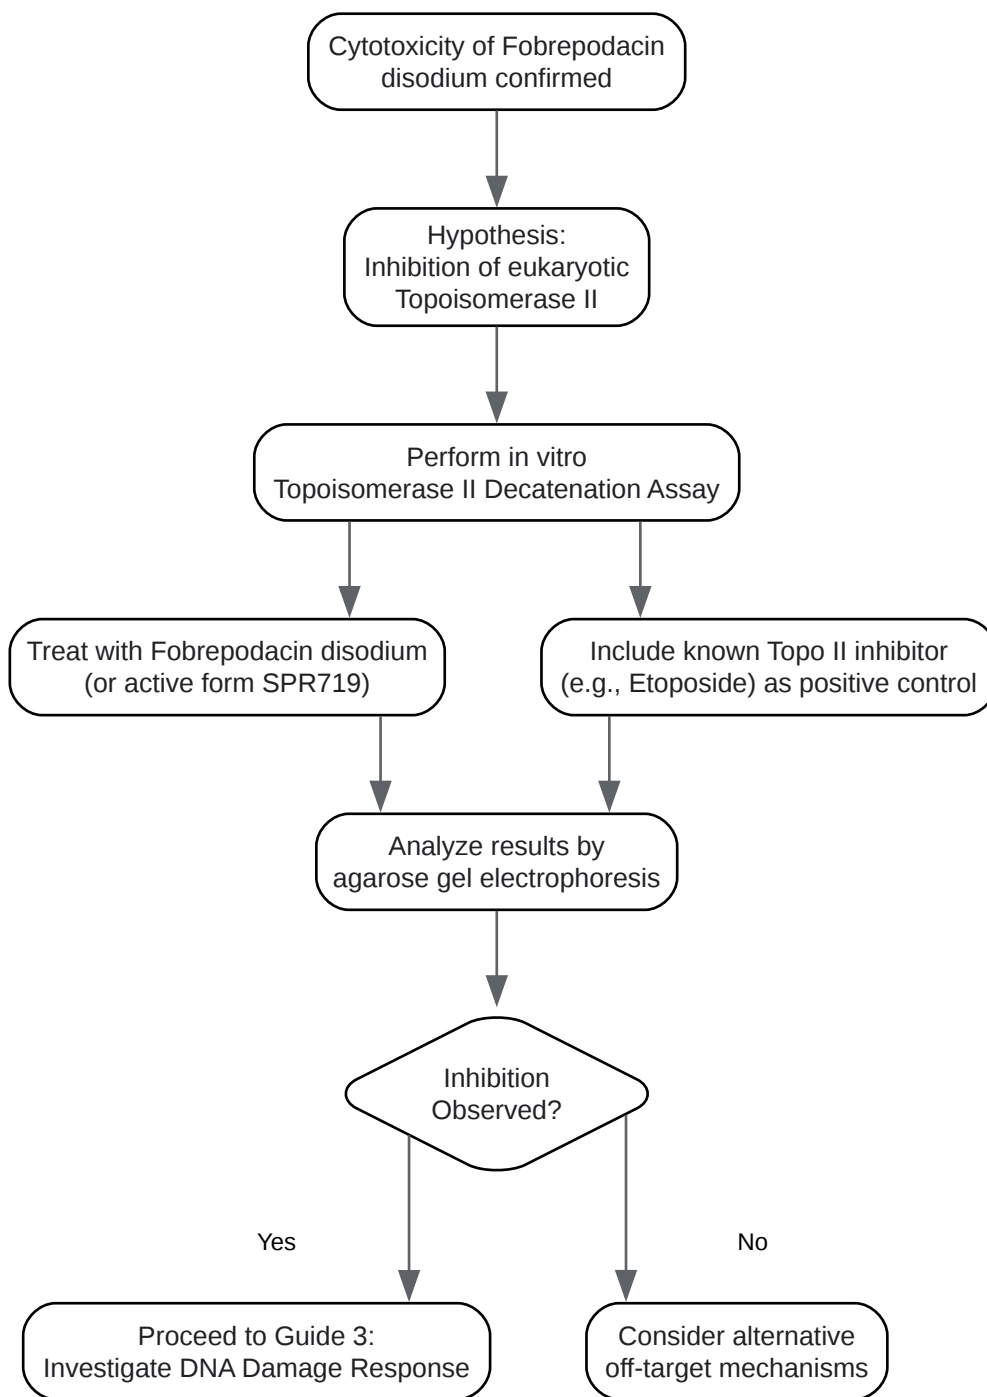 Cytotoxicity of Fobrepodacin
disodium confirmed
Hypothesis:
Inhibition of eukaryotic
Topoisomerase II
Perform in vitro
Topoisomerase II Decatenation Assay
Treat with Fobrepodacin disodium
(or active form SPR719)
Include known Topo II inhibitor
(e.g., Etoposide) as positive control
Analyze results by
agarose gel electrophoresis
Inhibition
Observed?
Yes
No
Proceed to Guide 3:
Investigate DNA Damage Response
Consider alternative
off-target mechanisms